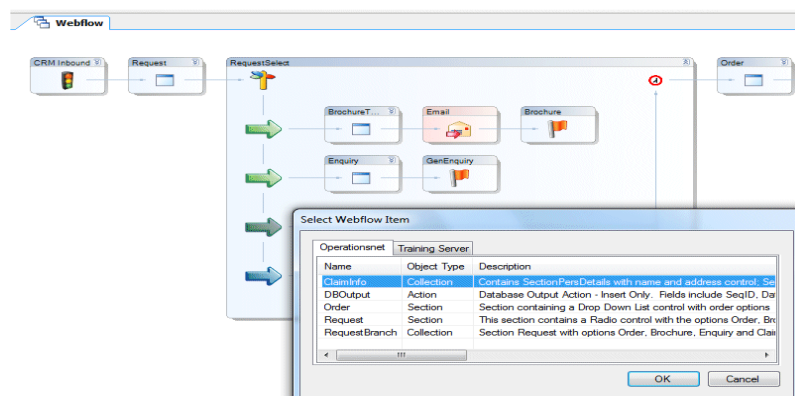 Webflow
CRM Inbound
Request
RequestSelect
Order
BrochureT...
Email
Brochure
Enquiry
GenEnquiry
Select Webflow Item
Operationsnet
Training Server
Name Object Type Description
ClaimInfo Collection Contains SectionPersDetails with name and address control; Se
DBOutput Action Database Output Action - Insert Only. Fields include SeqID, Da
Order Section Section containing a Drop Down List control with order options
Request Section This section contains a Radio control with the options Order, Bro
RequestBranch Collection Section Request with options Order, Brochure, Enquiry and Clai
OK
Cancel